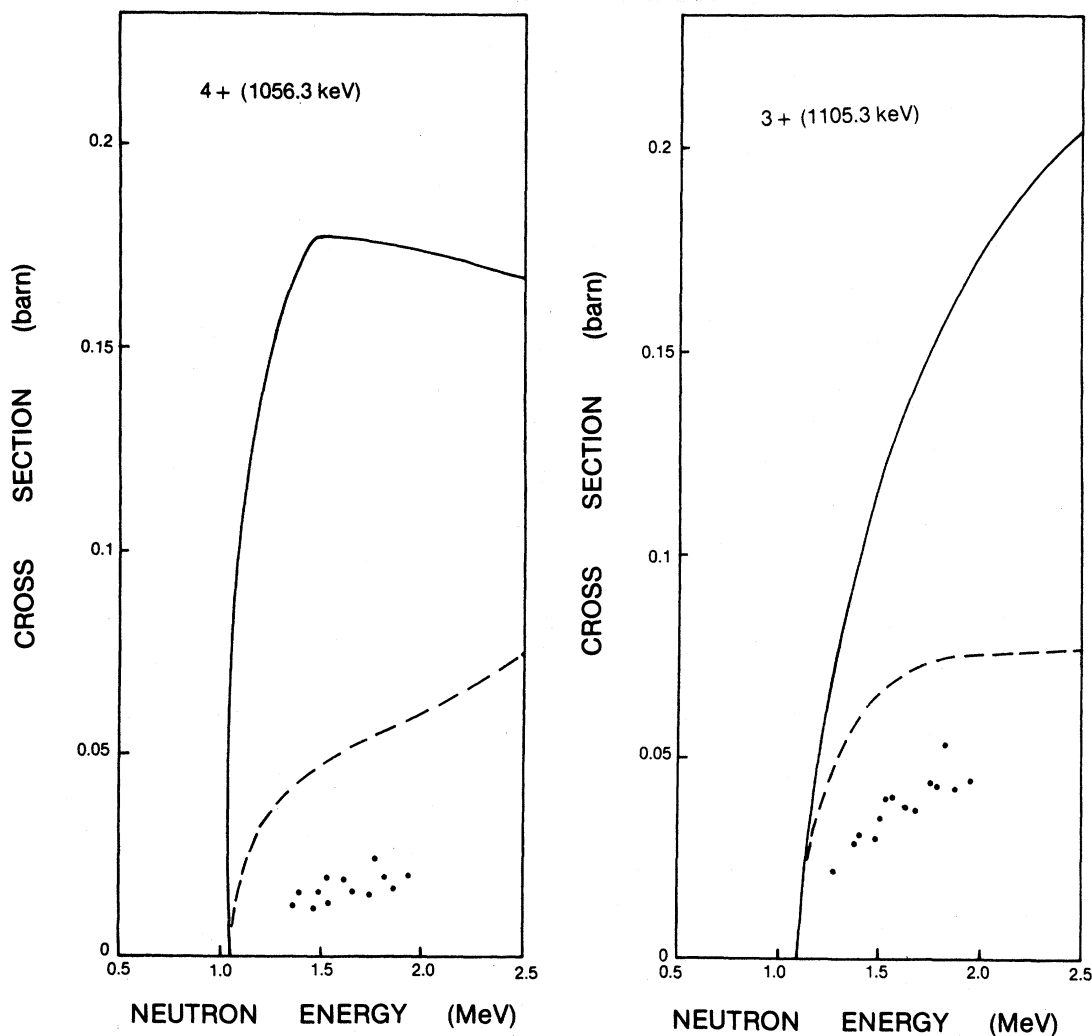 4+ (1056.3 keV)
CROSS SECTION (barn)
0.2
0.15
0.1
0.05
0
0.5 1.0 1.5 2.0 2.5
NEUTRON ENERGY (MeV)
3+ (1105.3 keV)
CROSS SECTION (barn)
0.2
0.15
0.1
0.05
0
0.5 1.0 1.5 2.0 2.5
NEUTRON ENERGY (MeV)